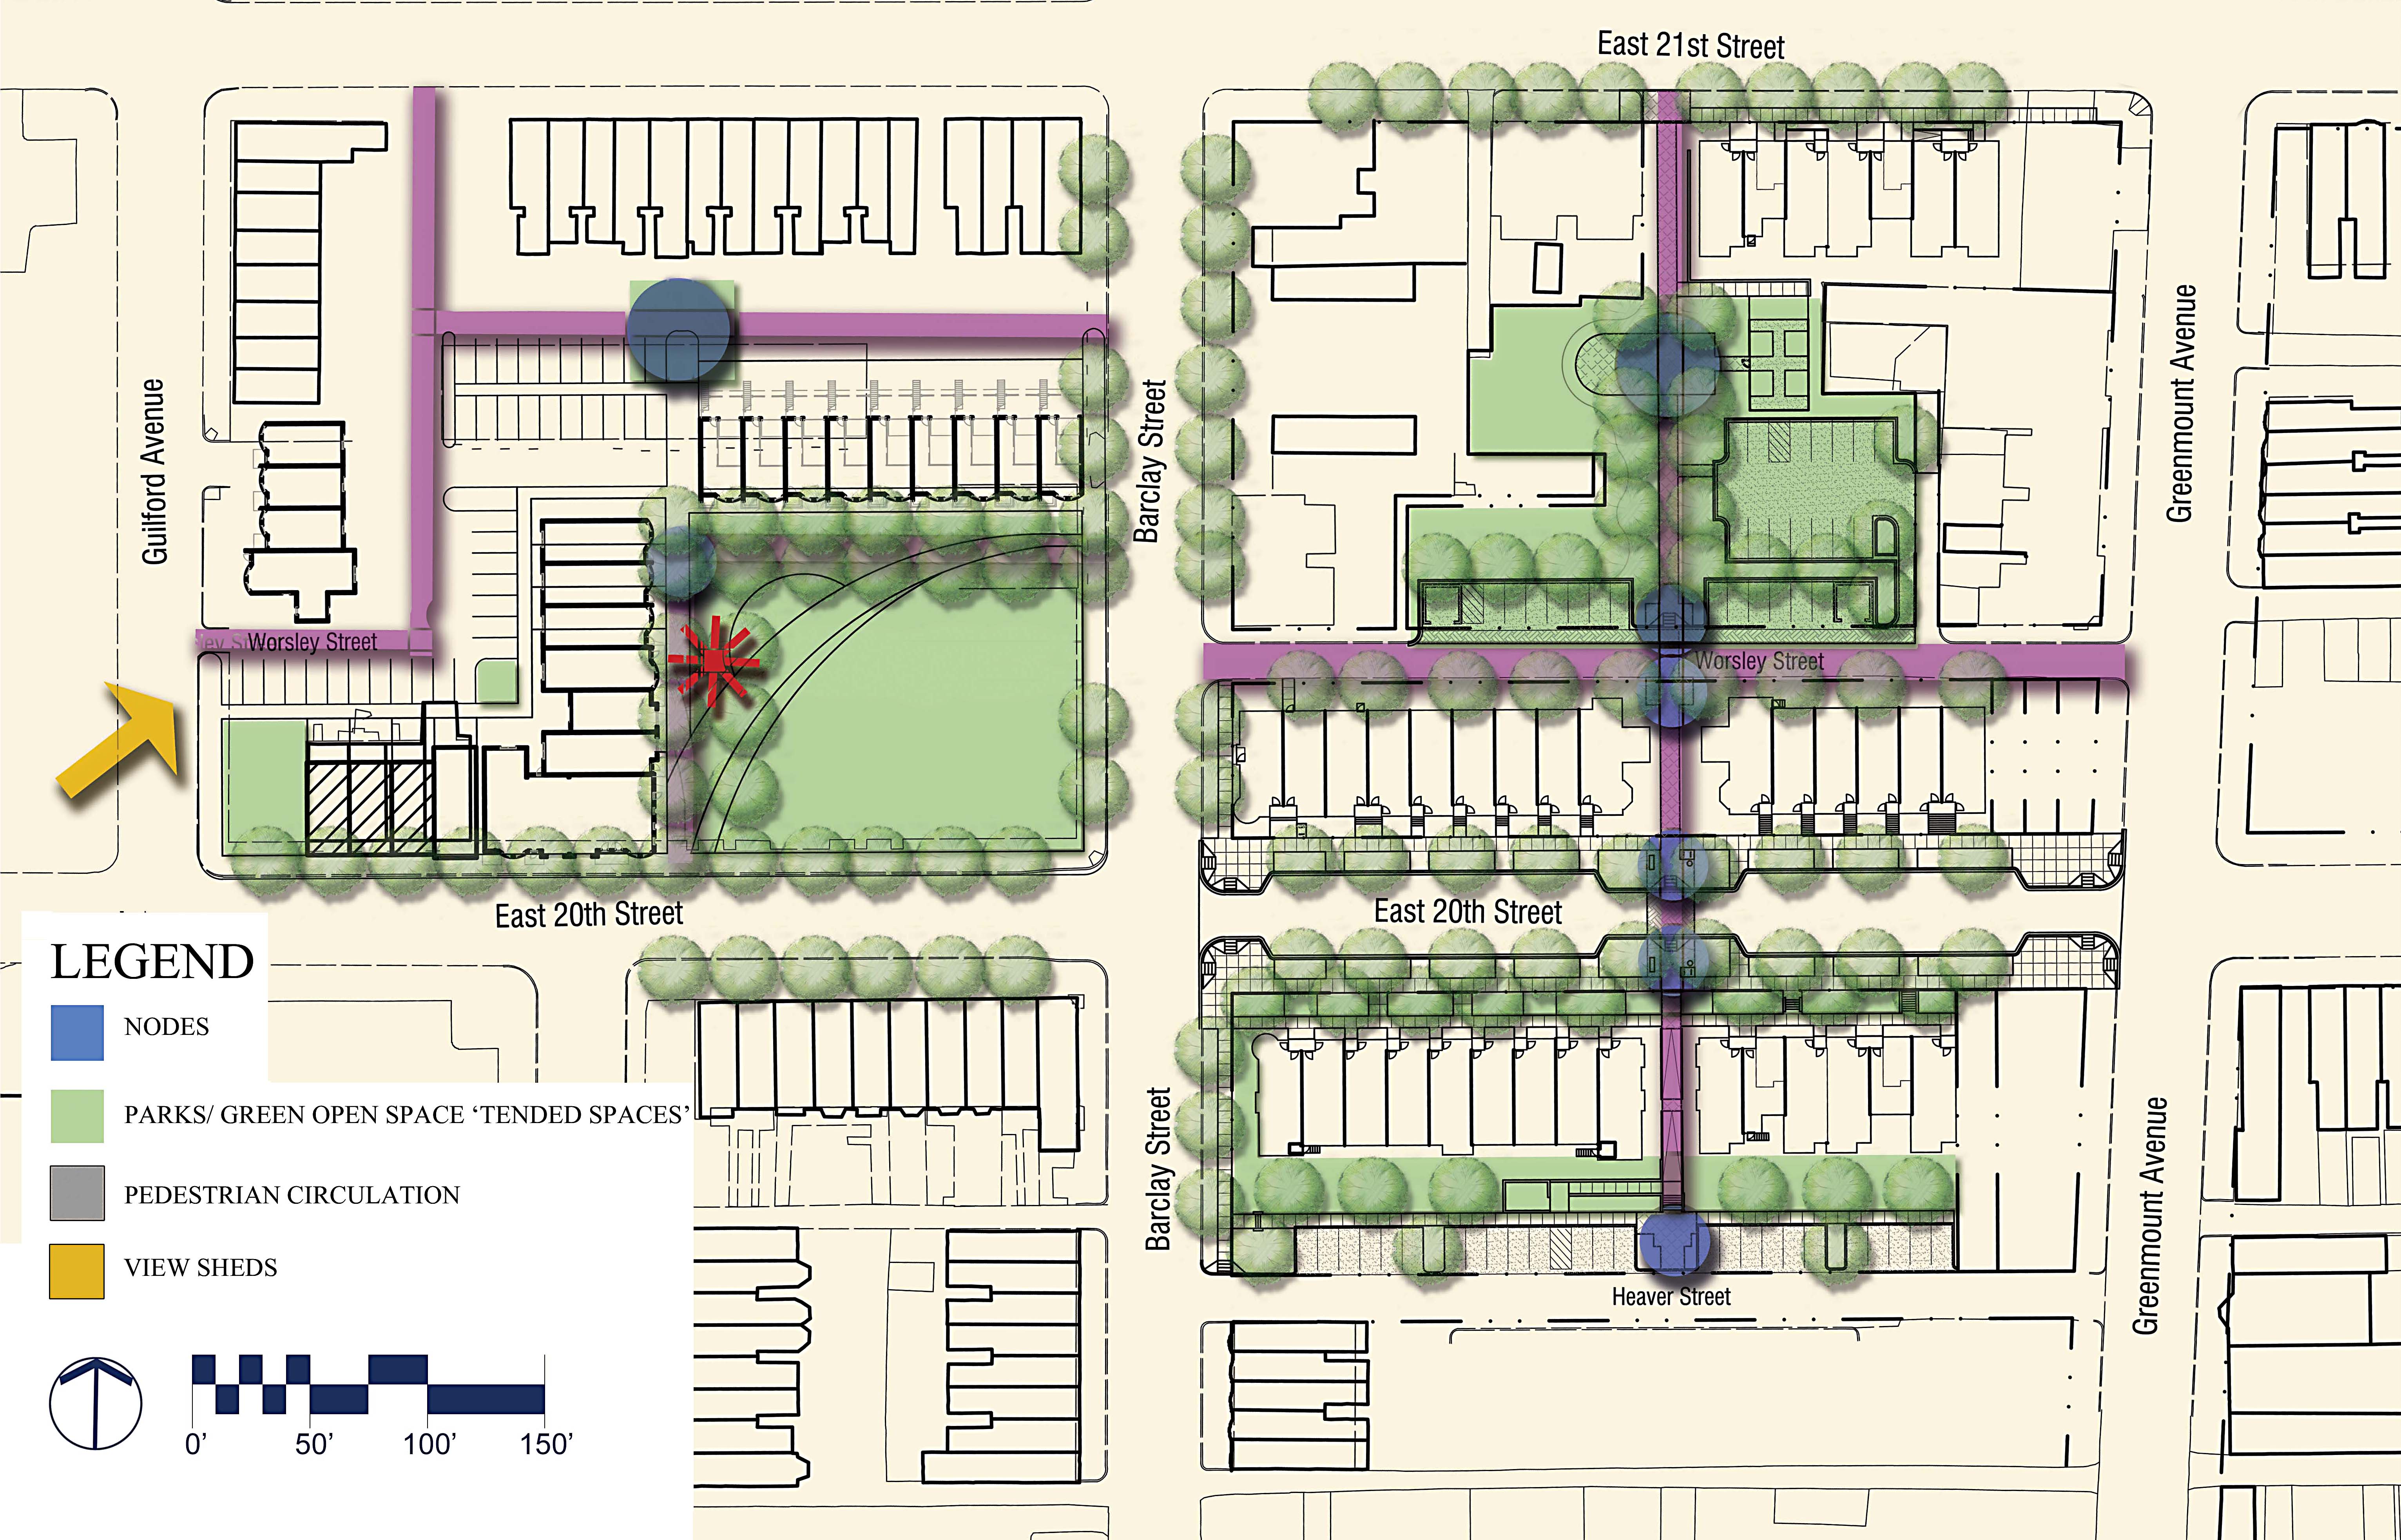 East 21st Street
Guilford Avenue
Barclay Street
Greenmount Avenue
ey S Worsley Street
Worsley Street
East 20th Street
East 20th Street
LEGEND
NODES
PARKS/ GREEN OPEN SPACE ‘TENDED SPACES’
PEDESTRIAN CIRCULATION
VIEW SHEDS
0’ 50’ 100’ 150’
Barclay Street
Greenmount Avenue
Heaver Street